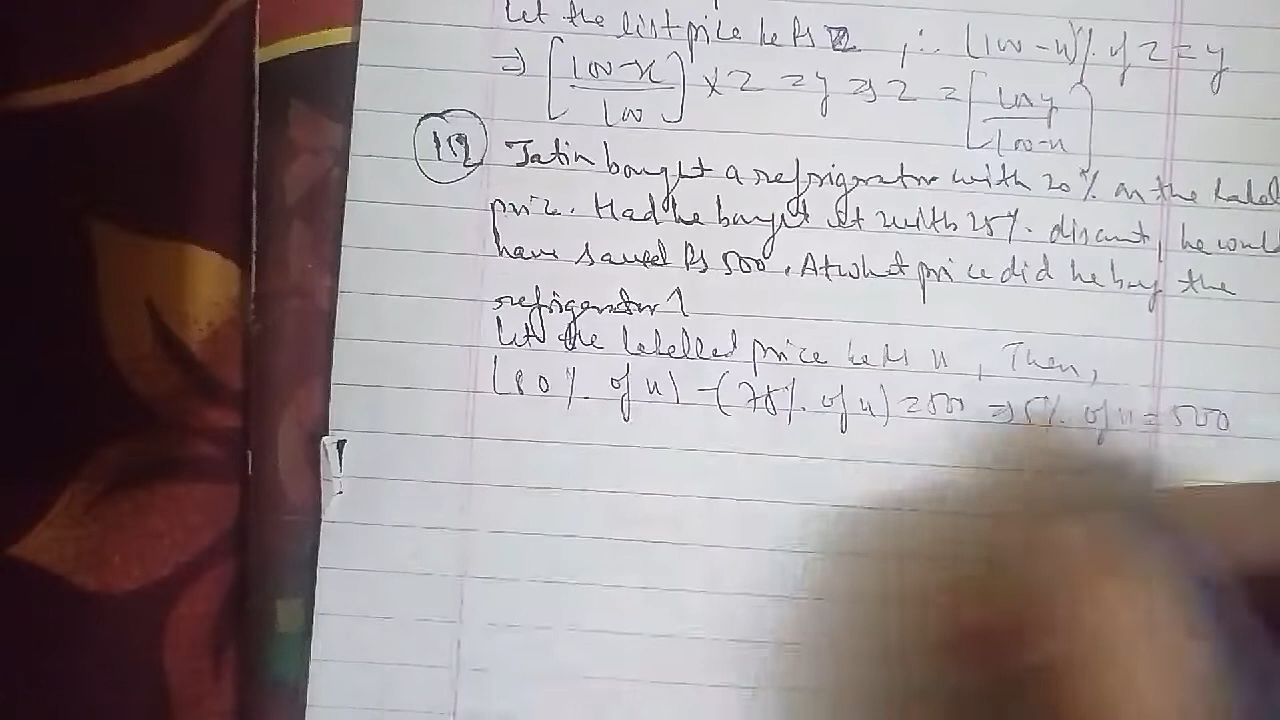 Let the list price be Rs z, ∴ (100-x)% of z = y
⇒ [100-x/100] × z = y ⇒ z = [100y/100-x]
119 Jatin bought a refrigerator with 20% on the label
price. Had he bought it with 25% discount, he would
have saved Rs 500. At what price did he buy the
refrigerator?
Let the labelled price be Rs x, Then,
(80% of x) - (75% of x) = 500 ⇒ 5% of x = 500